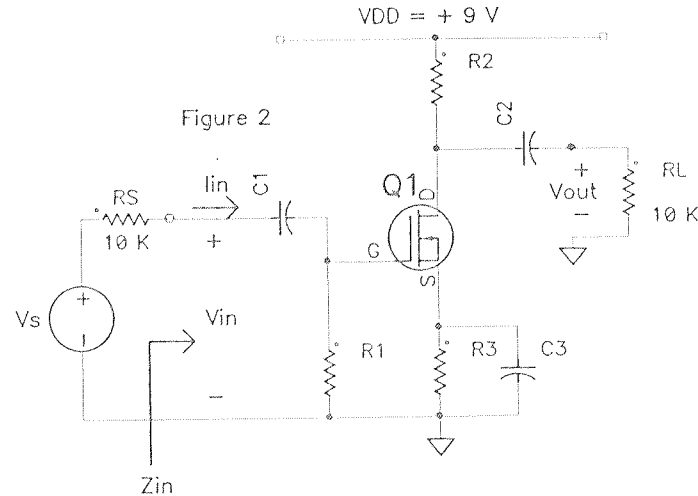 VDD = + 9 V
R2
C2
Figure 2
RS
10 K
Iin
C1
Q1
D
G
S
+
Vout
-
RL
10 K
+
Vs
+
-
Vin
-
R1
R3
C3
Zin